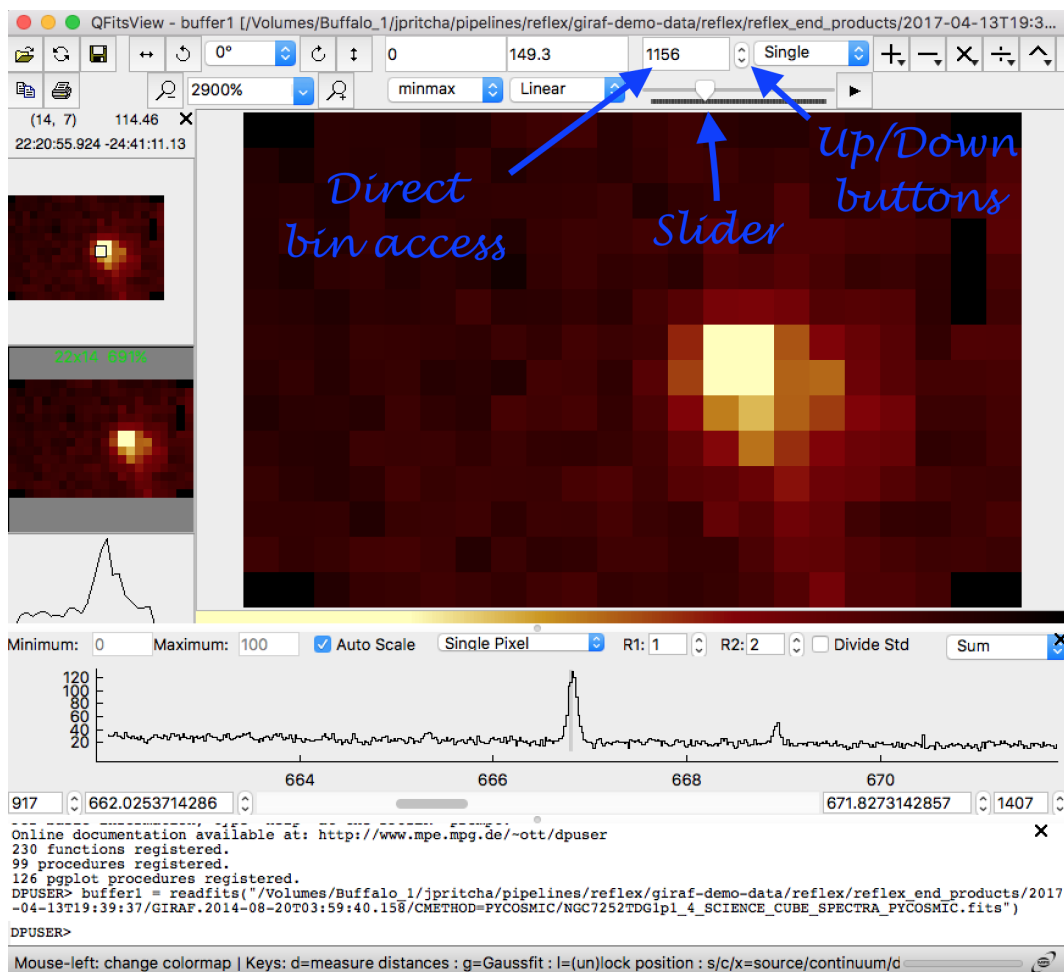 QFitsView - buffer1 [/Volumes/Buffalo_1/jpritcha/pipelines/reflex/giraf-demo-data/reflex/reflex_end_products/2017-04-13T19:3...
0° 0 149.3 1156 Single
2900% minmax Linear
(14, 7) 114.46
22:20:55.924 -24:41:11.13
Direct
bin access
Slider
Up/Down
buttons
22x14 691%
Minimum: 0 Maximum: 100 Auto Scale Single Pixel R1: 1 R2: 2 Divide Std Sum
120
100
80
60
40
20
664 666 668 670
917 662.0253714286 671.8273142857 1407
Online documentation available at: http://www.mpe.mpg.de/~ott/dpuser
230 functions registered.
99 procedures registered.
126 pgplot procedures registered.
DPUSER> buffer1 = readfits("/Volumes/Buffalo_1/jpritcha/pipelines/reflex/giraf-demo-data/reflex/reflex_end_products/2017
-04-13T19:39:37/GIRAF.2014-08-20T03:59:40.158/CMETHOD=PYCOSMIC/NGC7252TDG1p1_4_SCIENCE_CUBE_SPECTRA_PYCOSMIC.fits")
DPUSER>
Mouse-left: change colormap | Keys: d=measure distances : g=Gaussfit : l=(un)lock position : s/c/x=source/continuum/d